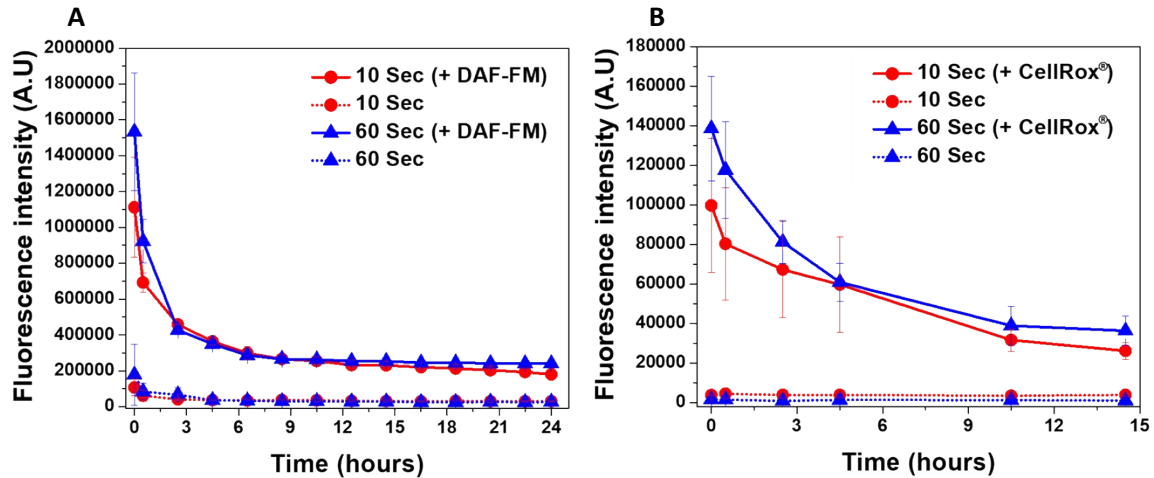 A
Fluorescence intensity (A.U)
2000000
1800000
1600000
1400000
1200000
1000000
800000
600000
400000
200000
0
10 Sec (+ DAF-FM)
10 Sec
60 Sec (+ DAF-FM)
60 Sec
0 3 6 9 12 15 18 21 24
Time (hours)
B
Fluorescence intensity (A.U
180000
160000
140000
120000
100000
80000
60000
40000
20000
0
10 Sec (+ CellRox®)
10 Sec
60 Sec (+ CellRox®)
60 Sec
0 3 6 9 12 15
Time (hours)